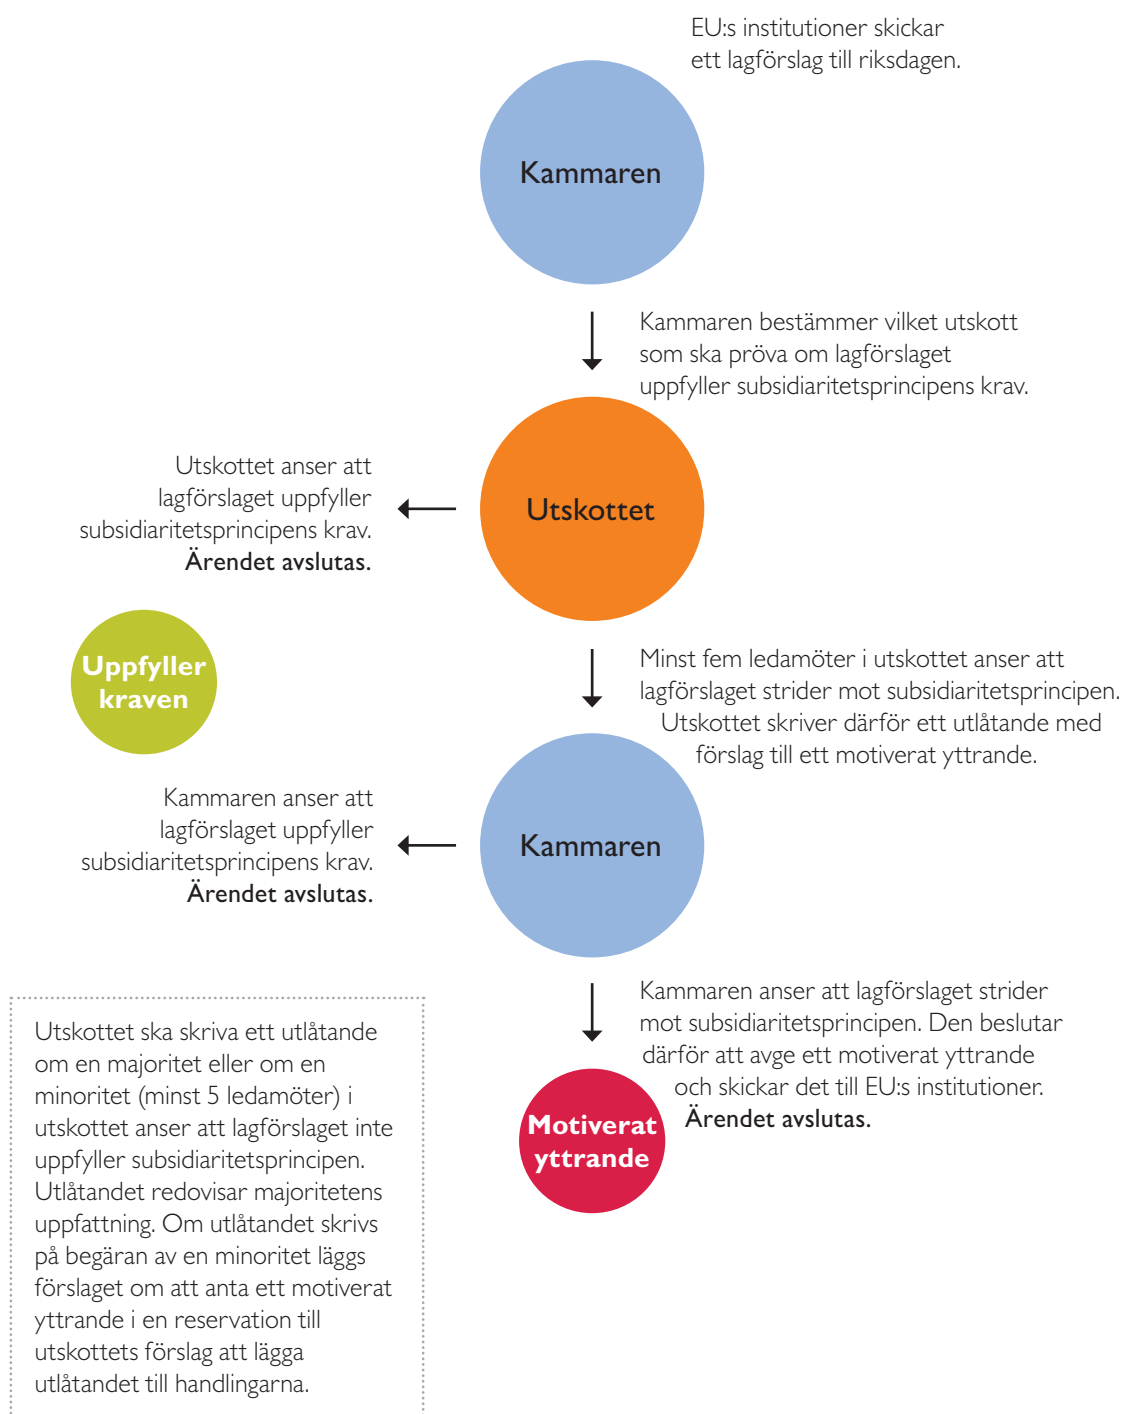 EU:s institutioner skickar
ett lagförslag till riksdagen.
Kammaren
Kammaren bestämmer vilket utskott
som ska pröva om lagförslaget
uppfyller subsidiaritetsprincipens krav.
Utskottet anser att
lagförslaget uppfyller
subsidiaritetsprincipens krav.
Ärendet avslutas.
Utskottet
Uppfyller
kraven
Minst fem ledamöter i utskottet anser att
lagförslaget strider mot subsidiaritetsprincipen.
Utskottet skriver därför ett utlåtande med
förslag till ett motiverat yttrande.
Kammaren anser att
lagförslaget uppfyller
subsidiaritetsprincipens krav.
Ärendet avslutas.
Kammaren
Kammaren anser att lagförslaget strider
mot subsidiaritetsprincipen. Den beslutar
därför att avge ett motiverat yttrande
och skickar det till EU:s institutioner.
Ärendet avslutas.
Motiverat
yttrande
Utskottet ska skriva ett utlåtande
om en majoritet eller om en
minoritet (minst 5 ledamöter) i
utskottet anser att lagförslaget inte
uppfyller subsidiaritetsprincipen.
Utlåtandet redovisar majoritetens
uppfattning. Om utlåtandet skrivs
på begäran av en minoritet läggs
förslaget om att anta ett motiverat
yttrande i en reservation till
utskottets förslag att lägga
utlåtandet till handlingarna.